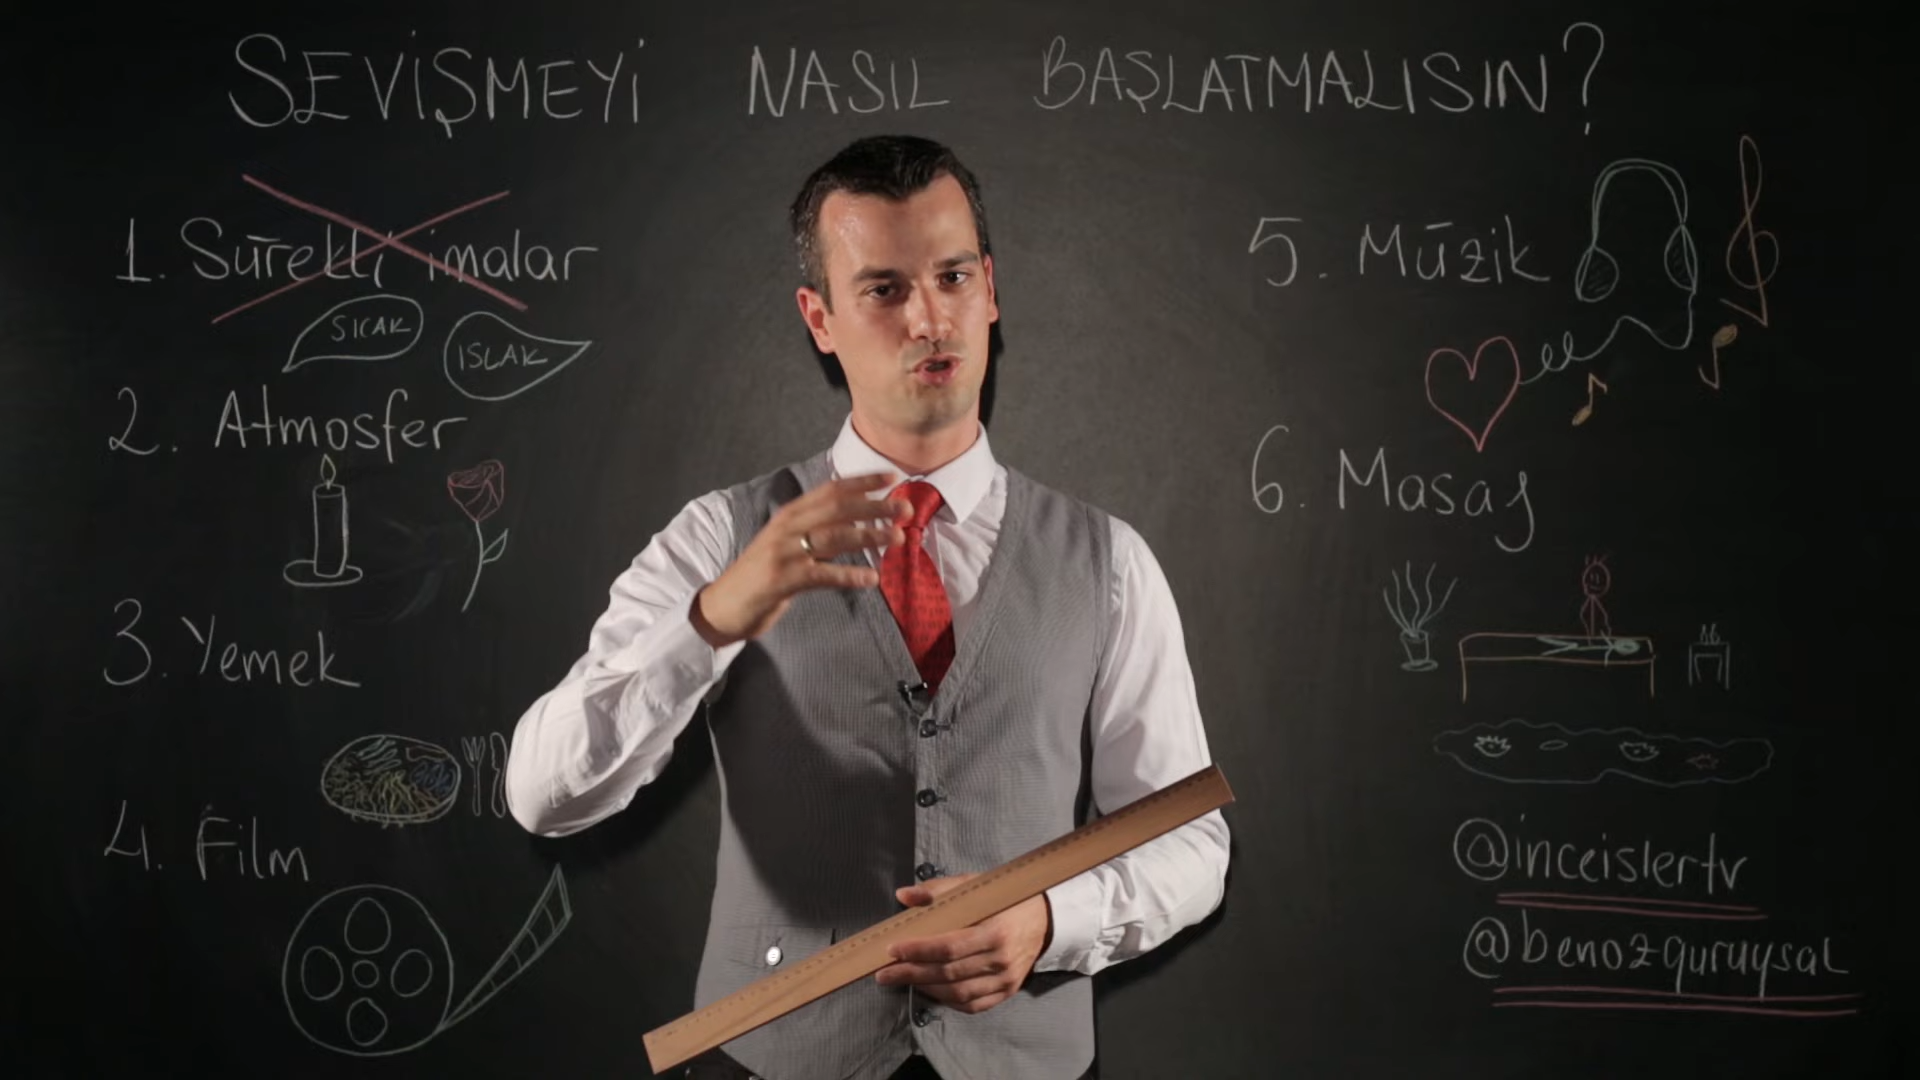 SEVİŞMEYİ NASIL BAŞLATMALISIN?
1. Sürekli imalar
SICAK
ISLAK
2. Atmosfer
3. Yemek
4. Film
5. Müzik
6. Masaj
@inceislertv
@benozguruysal